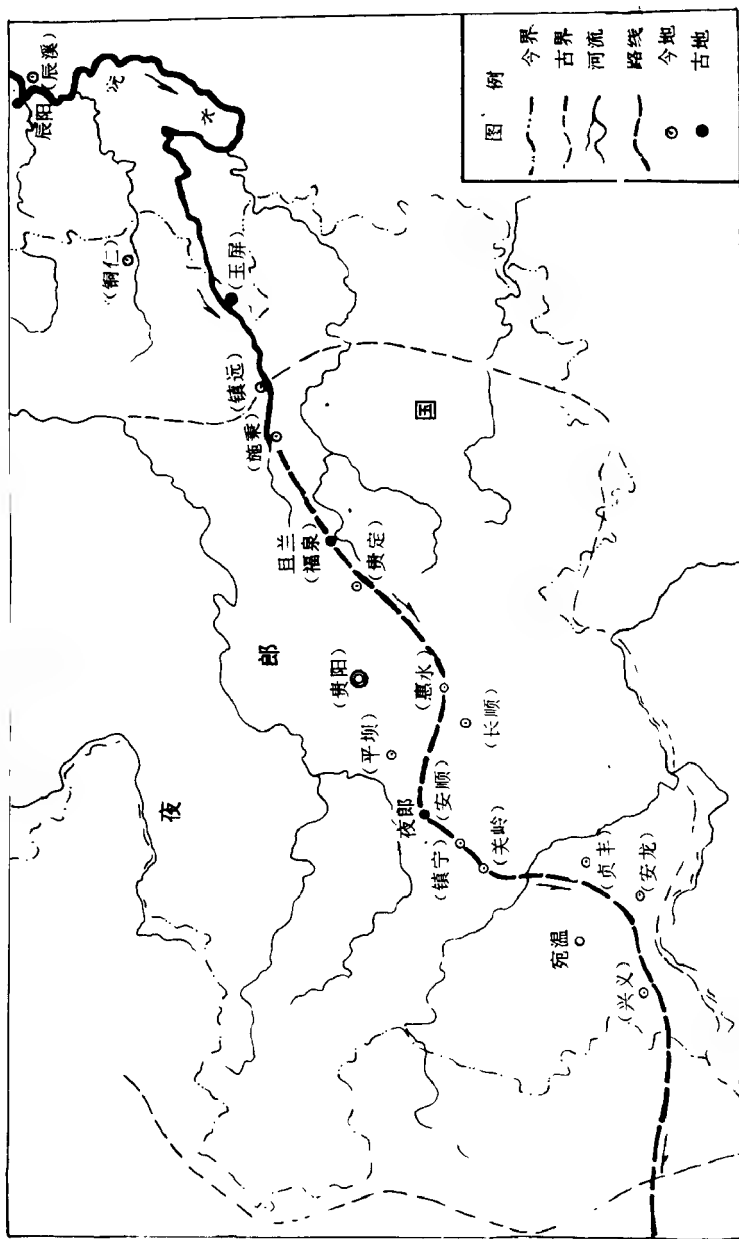 图例
今界
古界
河流
路线
今地
古地
辰阳(辰溪)
沅
水
(铜仁)
(玉屏)
(镇远)
(施秉)
国
且兰
(福泉)
(贵定)
郎
(贵阳)
(惠水)
(长顺)
(平坝)
夜
夜郎
(安顺)
(镇宁)
(关岭)
(贞丰)
(安龙)
宛温
(兴义)